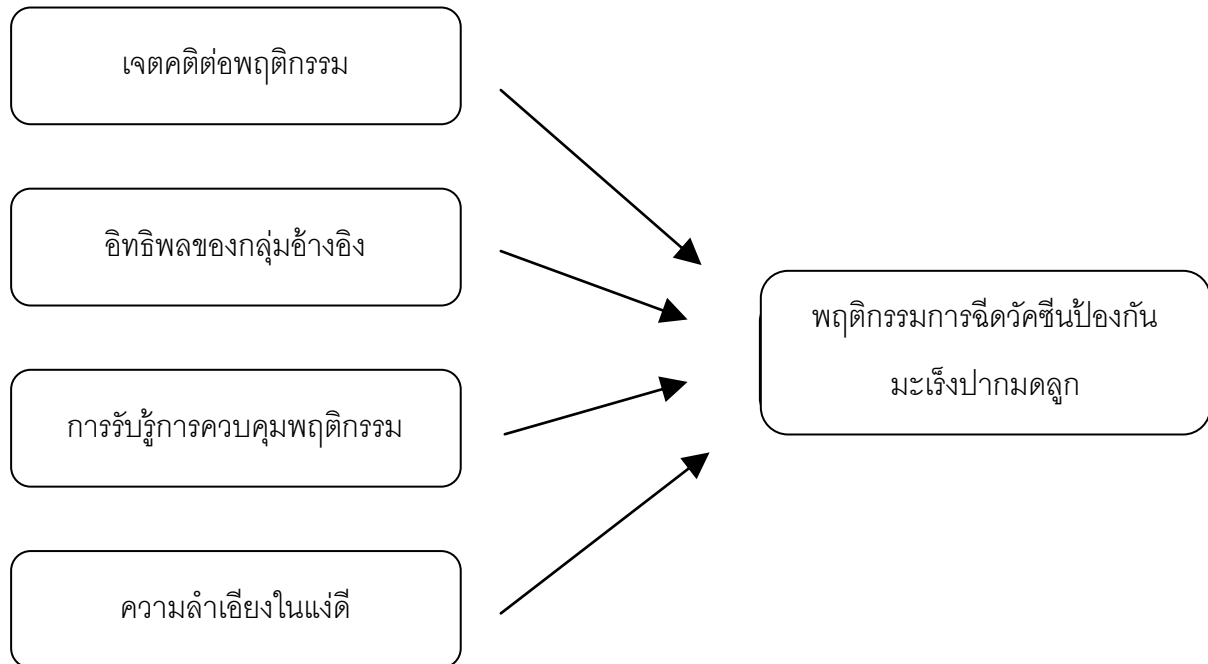 เจตคติต่อพฤติกรรม
อิทธิพลของกลุ่มอ้างอิง
การรับรู้การควบคุมพฤติกรรม
ความลำเอียงในแง่ดี
พฤติกรรมการฉีดวัคซีนป้องกัน
มะเร็งปากมดลูก